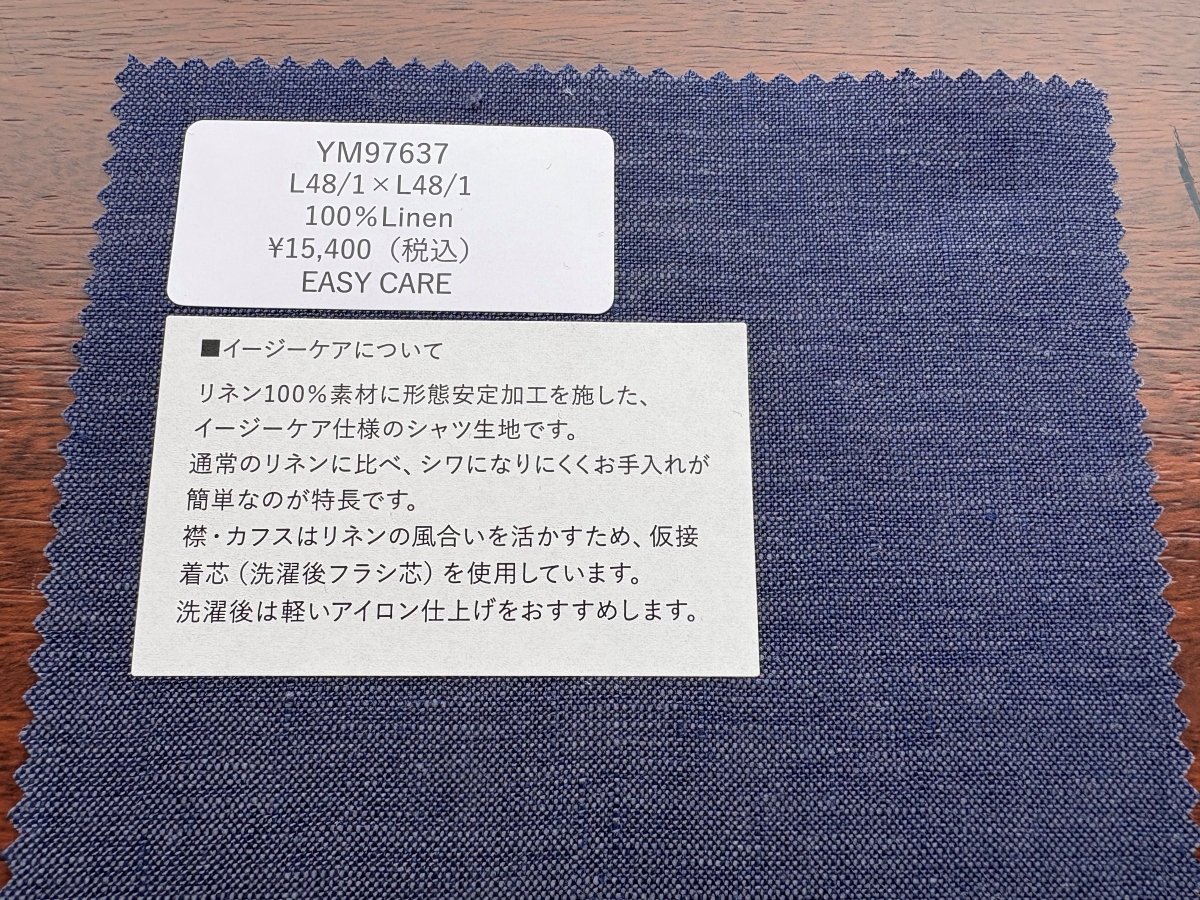 YM97637
L48/1×L48/1
100%Linen
¥15,400（税込）
EASY CARE
■イージーケアについて
リネン100%素材に形態安定加工を施した、
イージーケア仕様のシャツ生地です。
通常のリネンに比べ、シワになりにくくお手入れが
簡単なのが特長です。
襟・カフスはリネンの風合いを活かすため、仮接
着芯（洗濯後フラシ芯）を使用しています。
洗濯後は軽いアイロン仕上げをおすすめします。